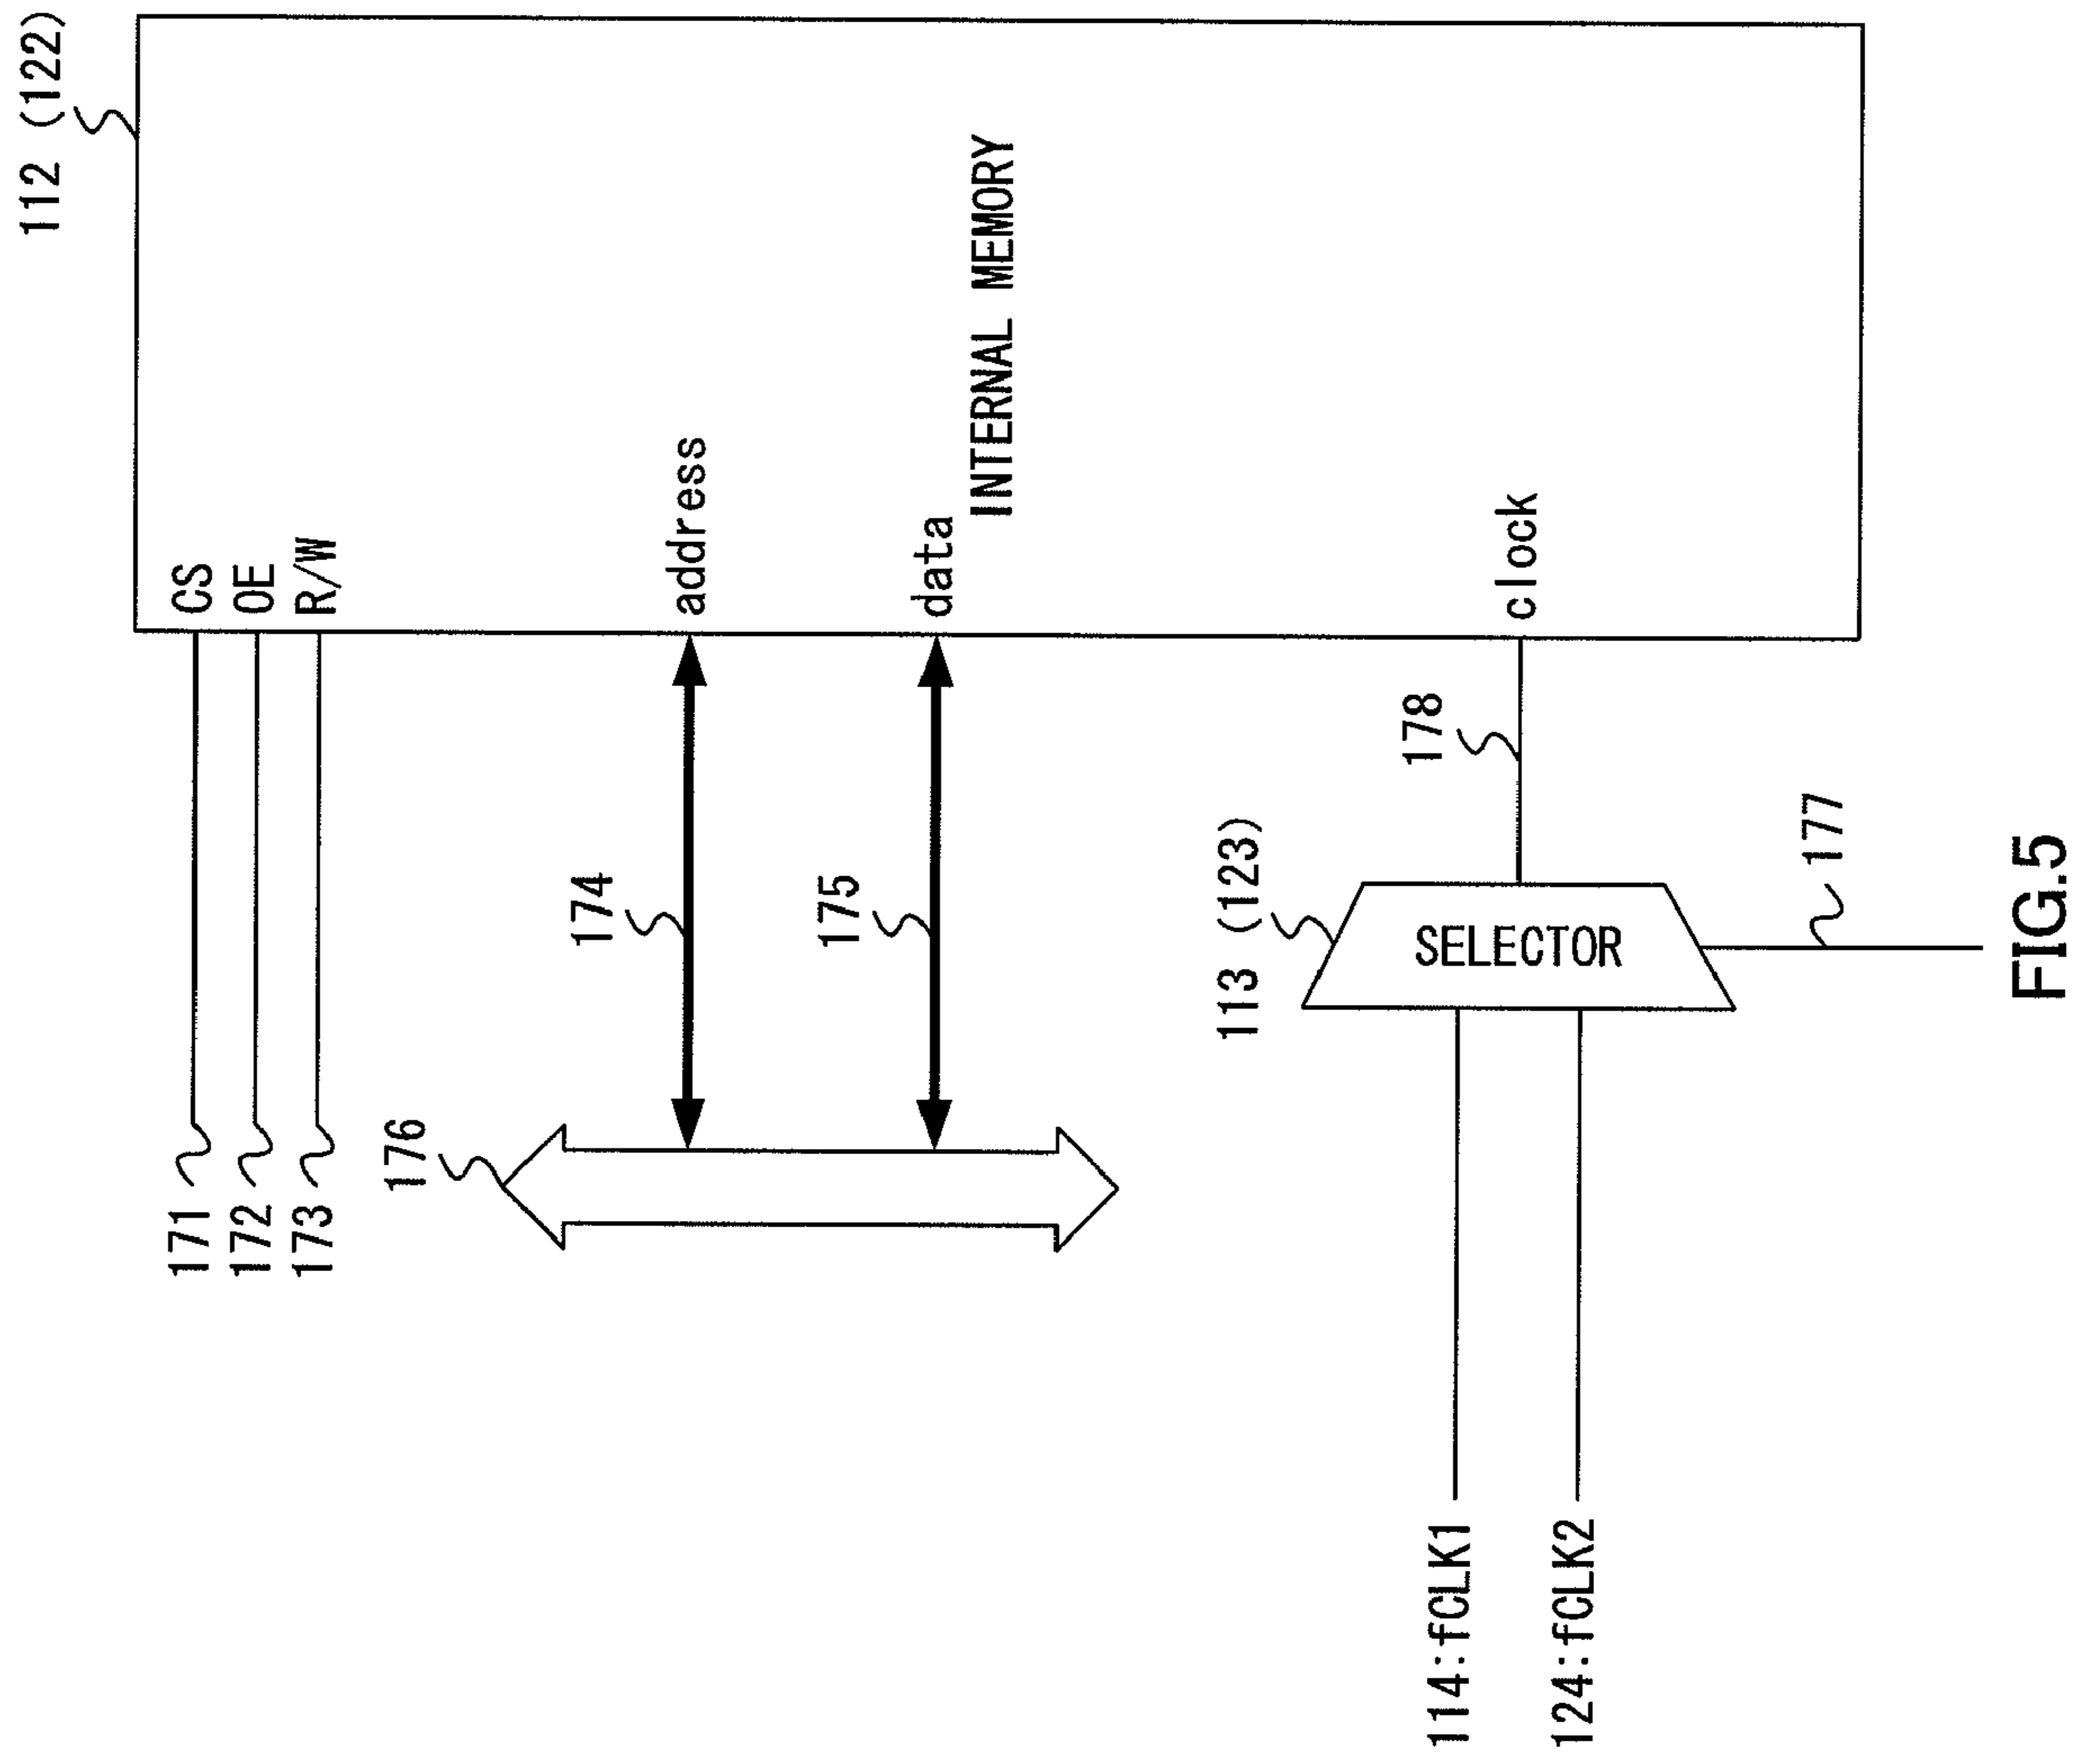 112 (122)
171
CS
172
OE
173
R/W
176
174
address
175
data
INTERNAL MEMORY
113 (123)
178
clock
SELECTOR
114:fCLK1
124:fCLK2
177
FIG.5